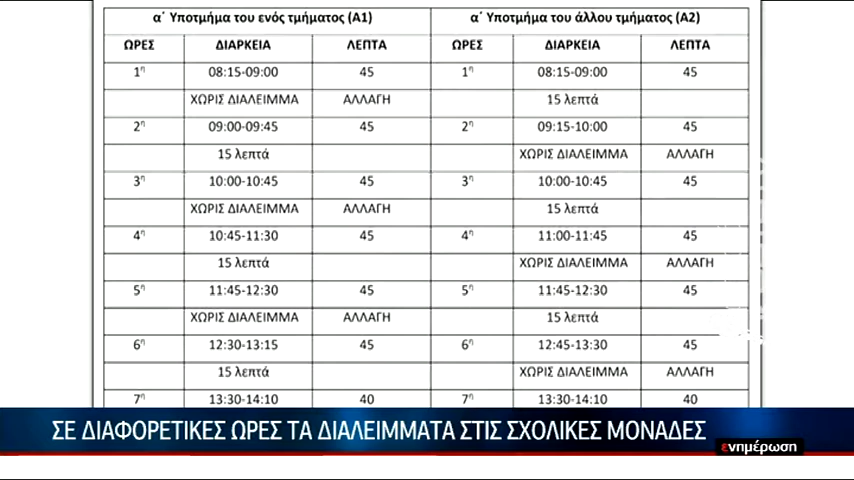 α΄ Υποτμήμα του ενός τμήματος (Α1) α΄ Υποτμήμα του άλλου τμήματος (Α2)
ΩΡΕΣ ΔΙΑΡΚΕΙΑ ΛΕΠΤΑ ΩΡΕΣ ΔΙΑΡΚΕΙΑ ΛΕΠΤΑ
1η 08:15-09:00 45 1η 08:15-09:00 45
ΧΩΡΙΣ ΔΙΑΛΕΙΜΜΑ ΑΛΛΑΓΗ 15 λεπτά
2η 09:00-09:45 45 2η 09:15-10:00 45
15 λεπτά ΧΩΡΙΣ ΔΙΑΛΕΙΜΜΑ ΑΛΛΑΓΗ
3η 10:00-10:45 45 3η 10:00-10:45 45
ΧΩΡΙΣ ΔΙΑΛΕΙΜΜΑ ΑΛΛΑΓΗ 15 λεπτά
4η 10:45-11:30 45 4η 11:00-11:45 45
15 λεπτά ΧΩΡΙΣ ΔΙΑΛΕΙΜΜΑ ΑΛΛΑΓΗ
5η 11:45-12:30 45 5η 11:45-12:30 45
ΧΩΡΙΣ ΔΙΑΛΕΙΜΜΑ ΑΛΛΑΓΗ 15 λεπτά
6η 12:30-13:15 45 6η 12:45-13:30 45
15 λεπτά ΧΩΡΙΣ ΔΙΑΛΕΙΜΜΑ ΑΛΛΑΓΗ
7η 13:30-14:10 40 7η 13:30-14:10 40
ΣΕ ΔΙΑΦΟΡΕΤΙΚΕΣ ΩΡΕΣ ΤΑ ΔΙΑΛΕΙΜΜΑΤΑ ΣΤΙΣ ΣΧΟΛΙΚΕΣ ΜΟΝΑΔΕΣ
ενημέρωση